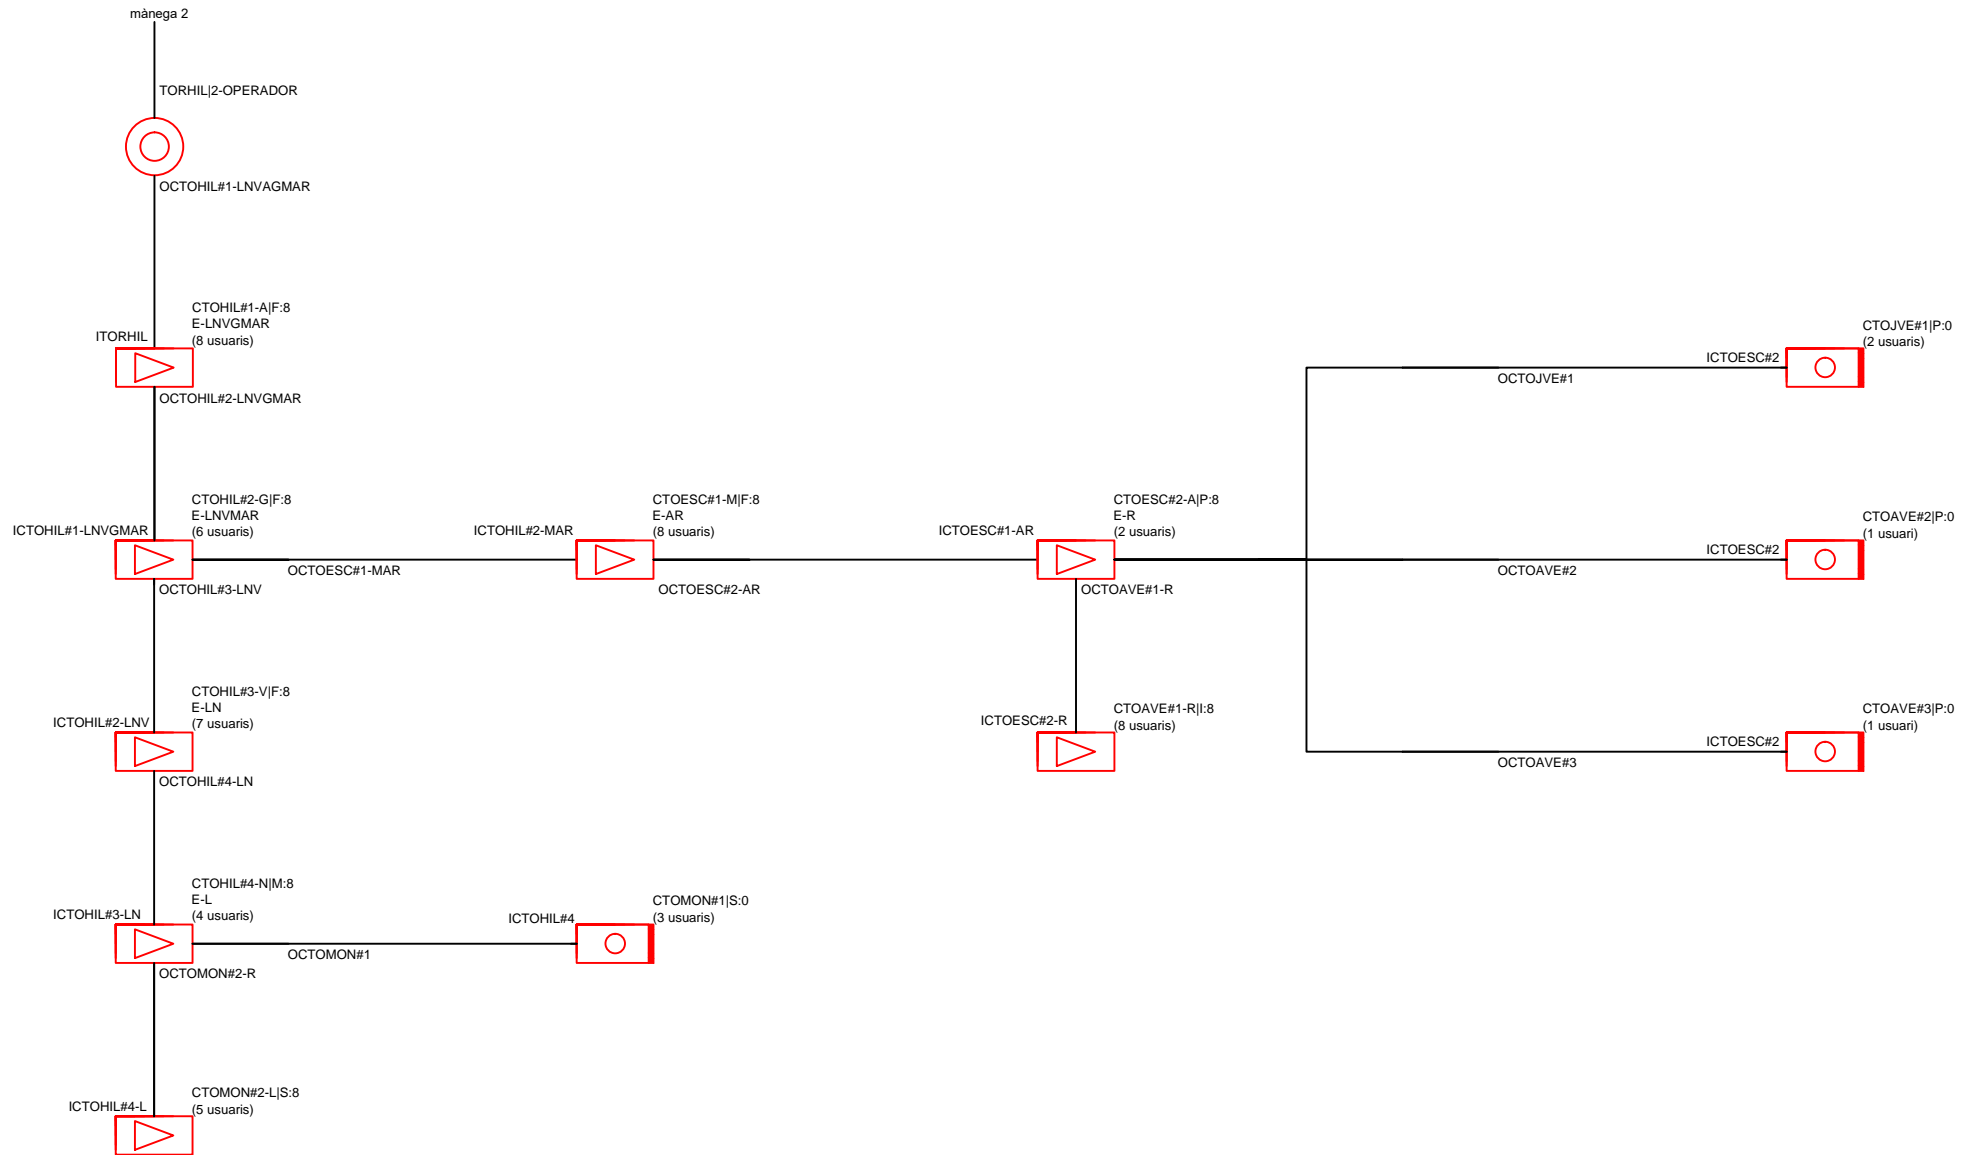 mànega 2
TORHIL|2-OPERADOR
OCTOHIL#1-LNVAGMAR
CTOHIL#1-A|F:8
E-LNVGMAR
(8 usuaris)
ITORHIL
OCTOHIL#2-LNVGMAR
CTOJVE#1|P:0
(2 usuaris)
ICTOESC#2
OCTOJVE#1
CTOHIL#2-G|F:8
E-LNVMAR
(6 usuaris)
ICTOHIL#1-LNVGMAR
OCTOESC#1-MAR
OCTOHIL#3-LNV
CTOESC#1-M|F:8
E-AR
(8 usuaris)
ICTOHIL#2-MAR
OCTOESC#2-AR
CTOESC#2-A|P:8
E-R
(2 usuaris)
ICTOESC#1-AR
OCTOAVE#1-R
CTOAVE#2|P:0
(1 usuari)
ICTOESC#2
OCTOAVE#2
CTOHIL#3-V|F:8
E-LN
(7 usuaris)
ICTOHIL#2-LNV
OCTOHIL#4-LN
CTOAVE#1-R|I:8
(8 usuaris)
ICTOESC#2-R
CTOAVE#3|P:0
(1 usuari)
ICTOESC#2
OCTOAVE#3
CTOHIL#4-N|M:8
E-L
(4 usuaris)
ICTOHIL#3-LN
OCTOMON#1
OCTOMON#2-R
CTOMON#1|S:0
(3 usuaris)
ICTOHIL#4
CTOMON#2-L|S:8
(5 usuaris)
ICTOHIL#4-L